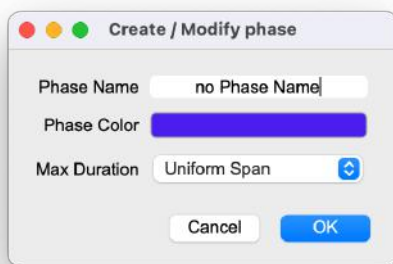 Create / Modify phase
Phase Name no Phase Name
Phase Color
Max Duration Uniform Span
Cancel OK